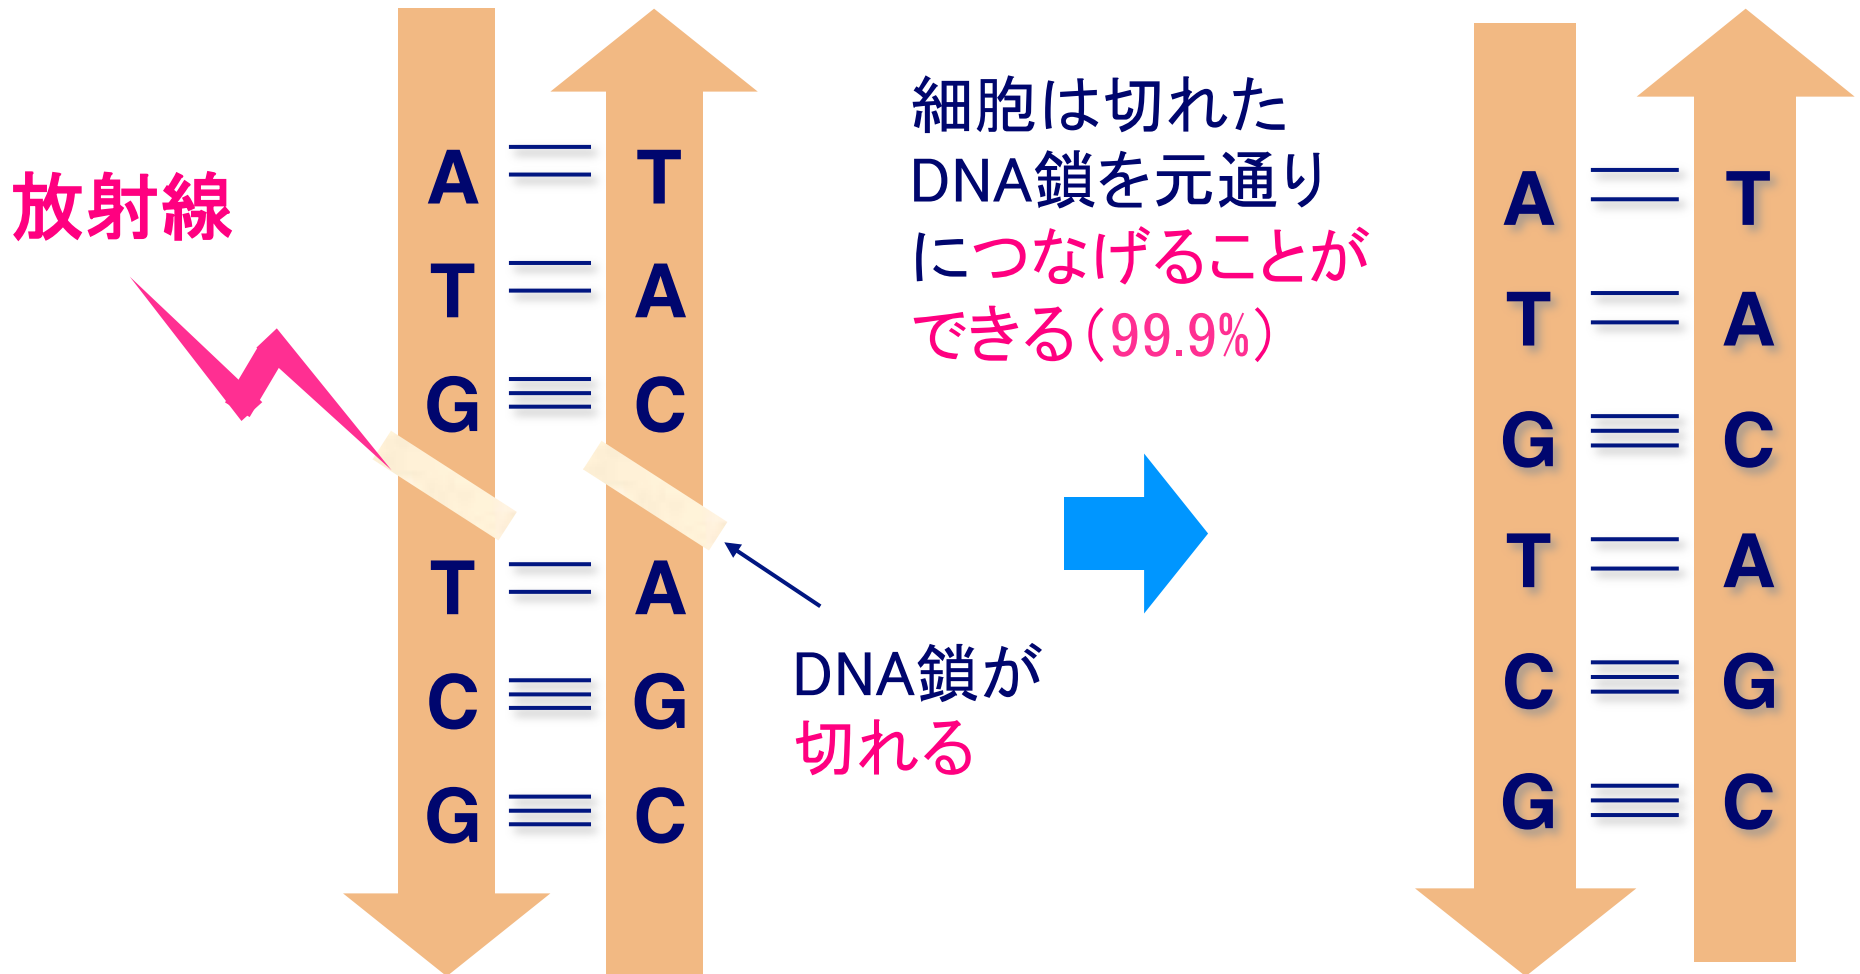 放射線
A T
T A
G C
T A
C G
G C
DNA鎖が
切れる
細胞は切れた
DNA鎖を元通り
につなげることが
できる（99.9%）
A T
T A
G C
T A
C G
G C